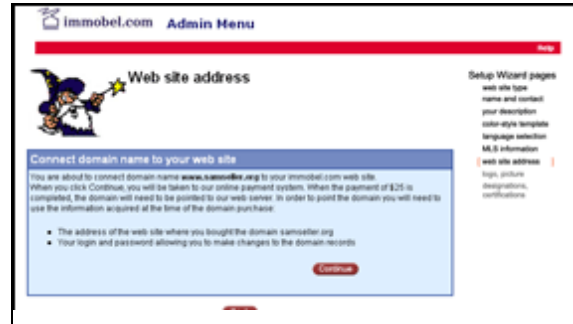 immobel.com Admin Menu
Help
Web site address
Setup Wizard pages
web site type
name and contact
your description
color-style template
language selection
MLS information
web site address
logo, picture
designations,
certifications
Connect domain name to your web site
You are about to connect domain name www.samseller.org to your immobel.com web site.
When you click Continue, you will be taken to our online payment system. When the payment of $25 is
completed, the domain will need to be pointed to our web server. In order to point the domain you will need to
use the information acquired at the time of the domain purchase:
The address of the web site where you bought the domain samseller.org
Your login and password allowing you to make changes to the domain records
Continue